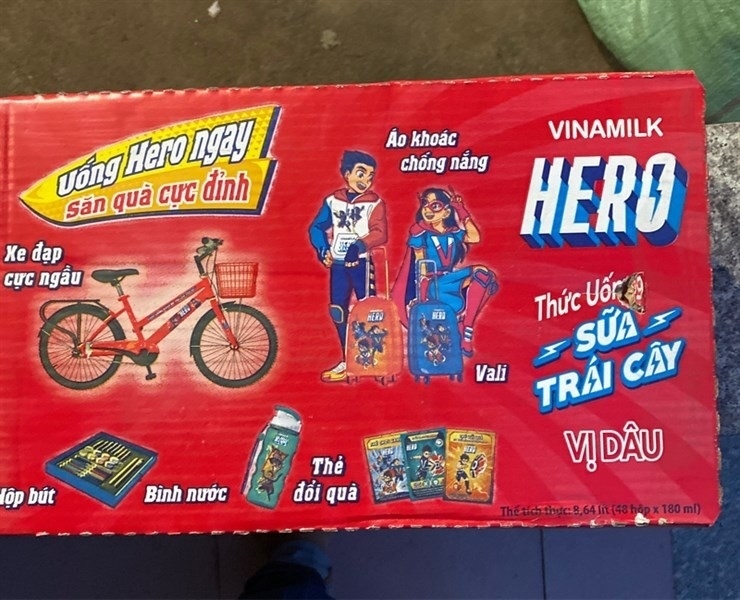 Uống Hero ngay
Săn quà cực đỉnh
Áo khoác
chống nắng
VINAMILK
HERO
Xe đạp
cực ngầu
Thức Uống
SỮA
TRÁI CÂY
VỊ DÂU
HERO
Vali
Hộp bút
Bình nước
Thẻ
đổi quà
HERO
Thể tích thực: 8,64 lít (48 hộp x 180 ml)